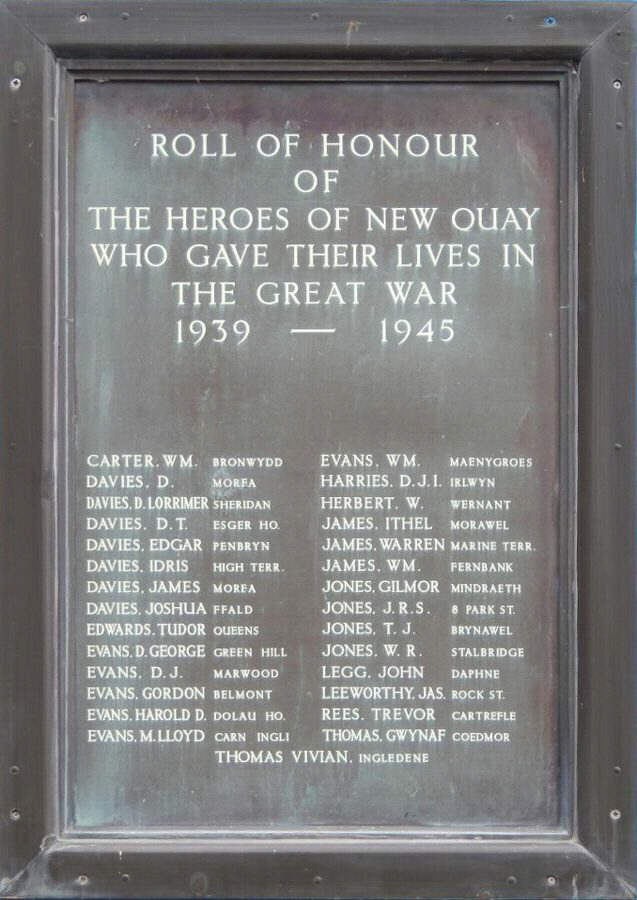 ROLL OF HONOUR
OF
THE HEROES OF NEW QUAY
WHO GAVE THEIR LIVES IN
THE GREAT WAR
1939 — 1945
CARTER. WM. BRONWYDD
DAVIES, D. MORFA
DAVIES, D. LORRIMER SHERIDAN
DAVIES, D. T. ESGER HO.
DAVIES, EDGAR PENBRYN
DAVIES, IDRIS HIGH TERR.
DAVIES, JAMES MORFA
DAVIES, JOSHUA FFALD
EDWARDS, TUDOR QUEENS
EVANS, D. GEORGE GREEN HILL
EVANS, D. J. MARWOOD
EVANS, GORDON BELMONT
EVANS, HAROLD D. DOLAU HO.
EVANS, M. LLOYD CARN INGLI
EVANS, WM. MAENYGROES
HARRIES, D. J. I. IRLWYN
HERBERT, W. WERNANT
JAMES, ITHEL MORAWEL
JAMES, WARREN MARINE TERR.
JAMES, WM. FERNBANK
JONES, GILMOR MINDRAETH
JONES, J. R. S. 8 PARK ST.
JONES, T. J. BRYNAWEL
JONES, W. R. STALBRIDGE
LEGG, JOHN DAPHNE
LEEWORTHY, JAS. ROCK ST.
REES, TREVOR CARTREFLE
THOMAS, GWYNAF COEDMOR
THOMAS VIVIAN, INGLEDENE